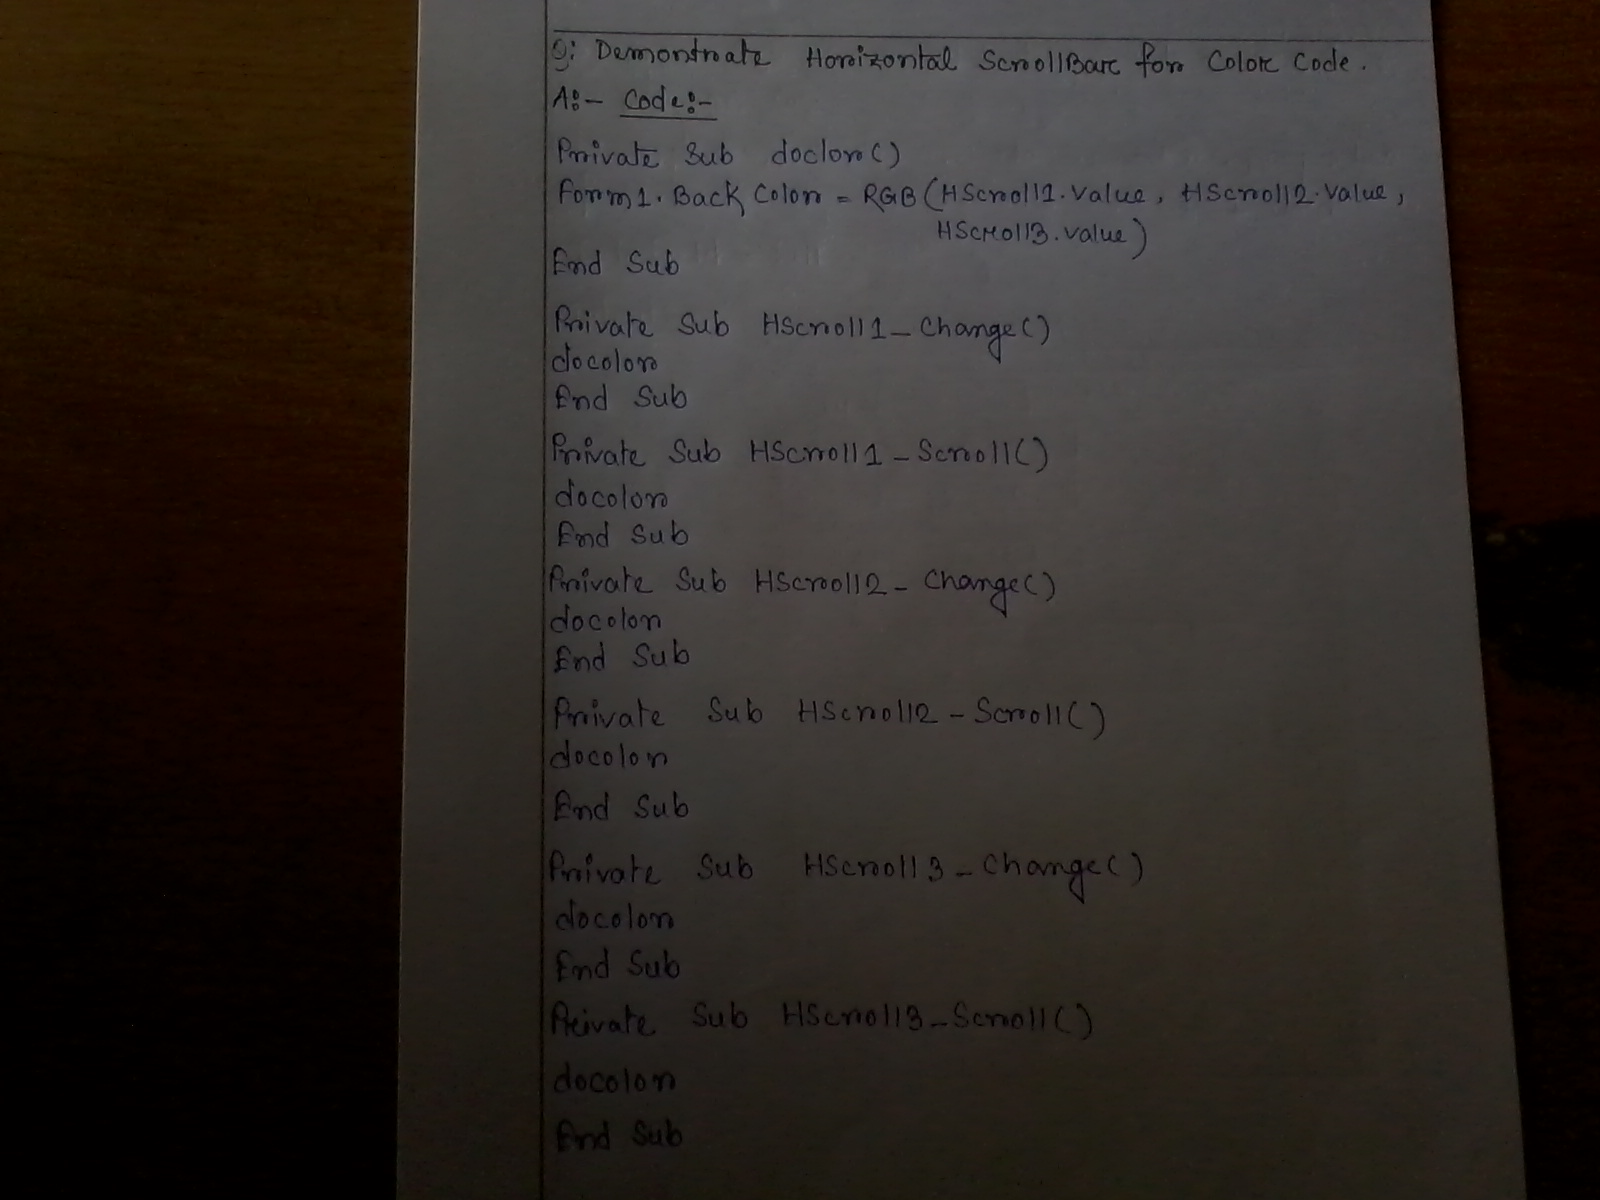 Q: Demonstrate Horizontal ScrollBar for Color Code.
A:- Code:-
Private Sub doclor()
Form1.BackColor = RGB(HScroll1.Value, HScroll2.Value,
HScroll3.value)
End Sub
Private Sub HScroll1_Change()
docolor
End Sub
Private Sub HScroll1_Scroll()
docolor
End Sub
Private Sub HScroll2_Change()
docolor
End Sub
Private Sub HScroll2_Scroll()
docolor
End Sub
Private Sub HScroll3_Change()
docolor
End Sub
Private Sub HScroll3_Scroll()
docolor
End Sub